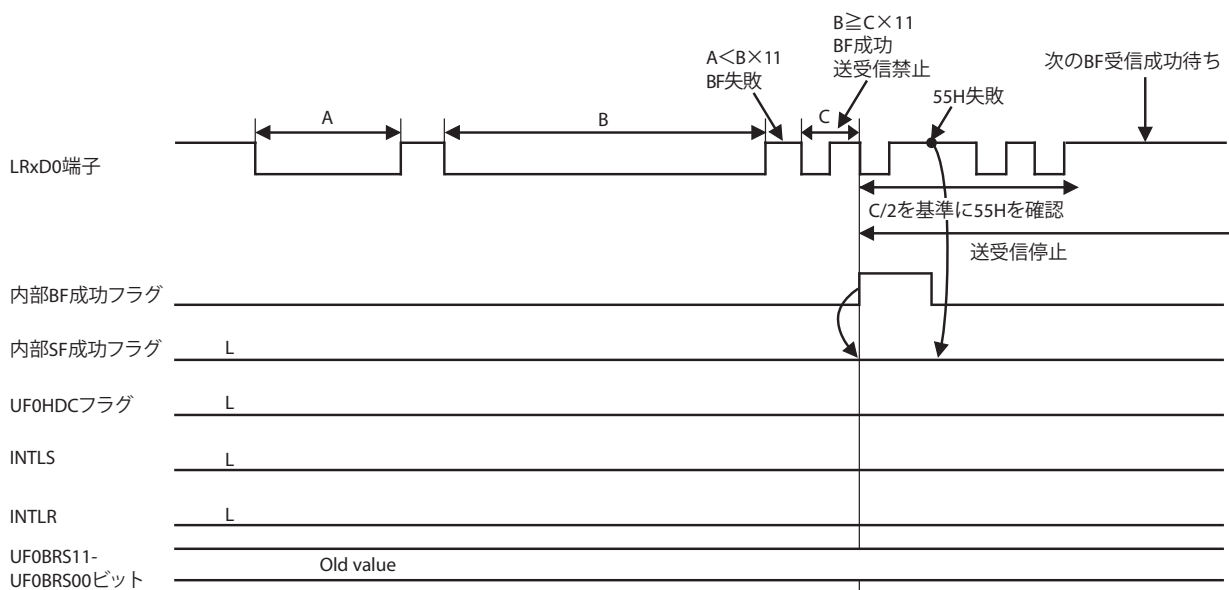 B≧C×11
BF成功
送受信禁止
A<B×11
BF失敗
次のBF受信成功待ち
55H失敗
A
B
C
LRxD0端子
C/2を基準に55Hを確認
送受信停止
内部BF成功フラグ
内部SF成功フラグ
L
UF0HDCフラグ
L
INTLS
L
INTLR
L
UF0BRS11-
UF0BRS00ビット
Old value